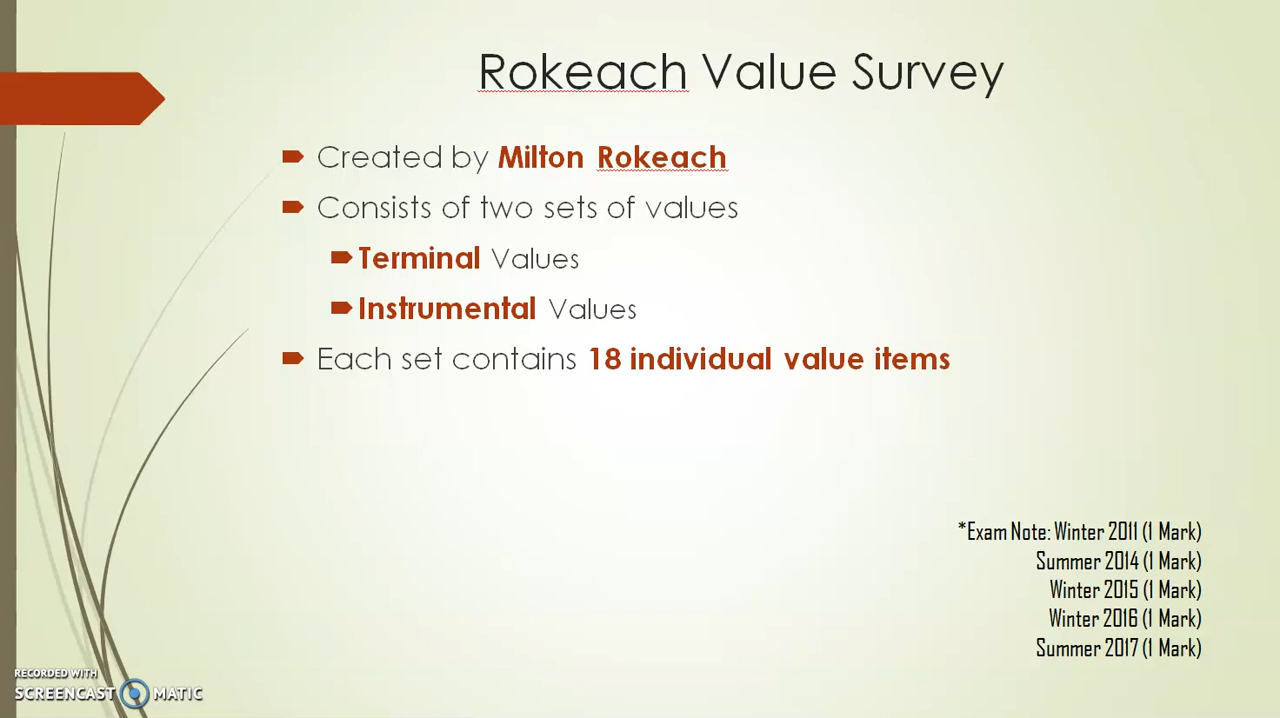 Rokeach Value Survey
Created by Milton Rokeach
Consists of two sets of values
Terminal Values
Instrumental Values
Each set contains 18 individual value items
*Exam Note: Winter 2011 (1 Mark)
Summer 2014 (1 Mark)
Winter 2015 (1 Mark)
Winter 2016 (1 Mark)
Summer 2017 (1 Mark)
RECORDED WITH
SCREENCAST MATIC